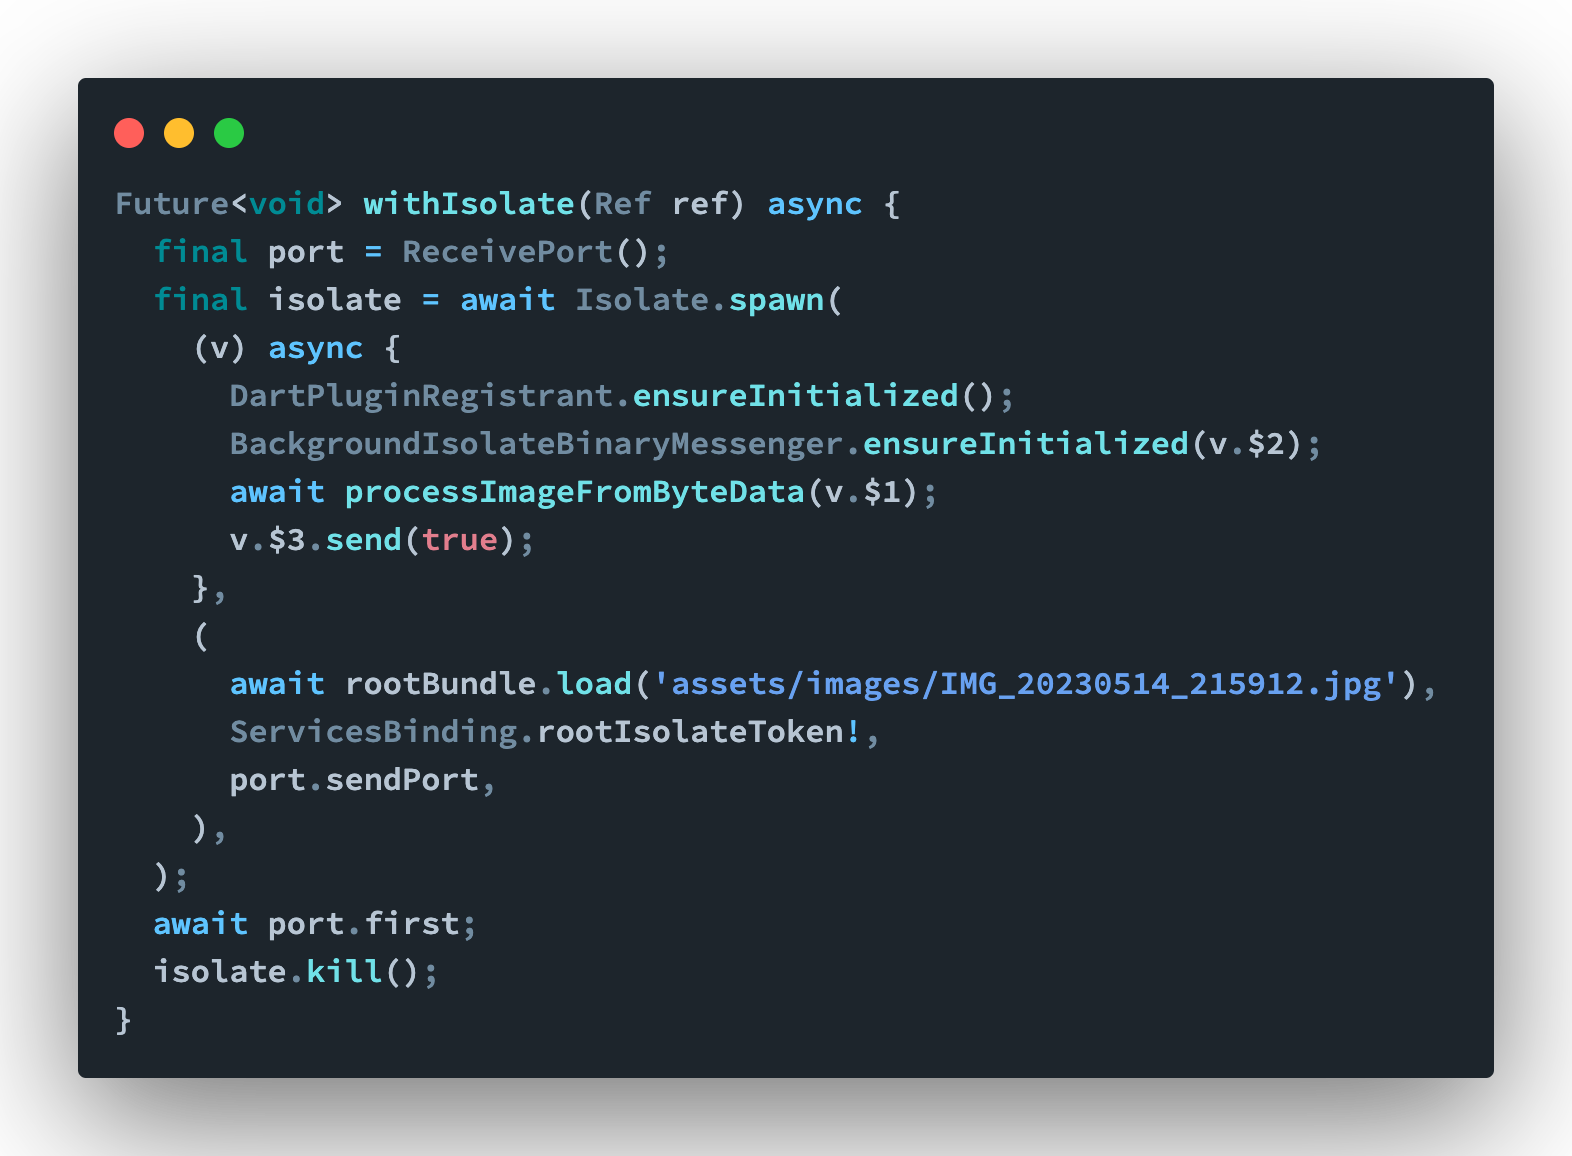 Future<void> withIsolate(Ref ref) async {
  final port = ReceivePort();
  final isolate = await Isolate.spawn(
    (v) async {
      DartPluginRegistrant.ensureInitialized();
      BackgroundIsolateBinaryMessenger.ensureInitialized(v.$2);
      await processImageFromByteData(v.$1);
      v.$3.send(true);
    },
    (
      await rootBundle.load('assets/images/IMG_20230514_215912.jpg'),
      ServicesBinding.rootIsolateToken!,
      port.sendPort,
    ),
  );
  await port.first;
  isolate.kill();
}